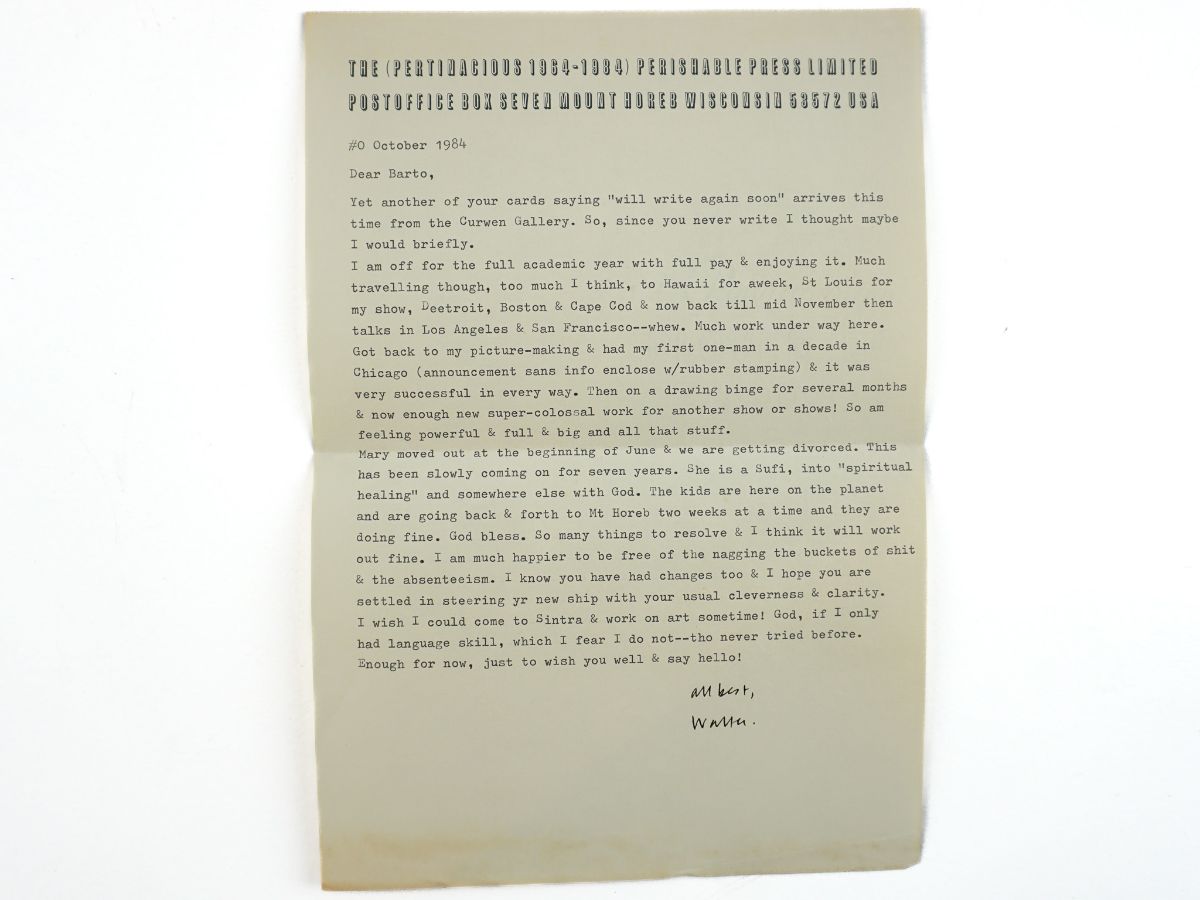 THE (PERTINACIOUS 1964-1984) PERISHABLE PRESS LIMITED
POSTOFFICE BOX SEVEN MOUNT HOREB WISCONSIN 53572 USA
#0 October 1984
Dear Barto,
Yet another of your cards saying "will write again soon" arrives this
time from the Curwen Gallery. So, since you never write I thought maybe
I would briefly.
I am off for the full academic year with full pay & enjoying it. Much
travelling though, too much I think, to Hawaii for aweek, St Louis for
my show, Deetroit, Boston & Cape Cod & now back till mid November then
talks in Los Angeles & San Francisco--whew. Much work under way here.
Got back to my picture-making & had my first one-man in a decade in
Chicago (announcement sans info enclose w/rubber stamping) & it was
very successful in every way. Then on a drawing binge for several months
& now enough new super-colossal work for another show or shows! So am
feeling powerful & full & big and all that stuff.
Mary moved out at the beginning of June & we are getting divorced. This
has been slowly coming on for seven years. She is a Sufi, into "spiritual
healing" and somewhere else with God. The kids are here on the planet
and are going back & forth to Mt Horeb two weeks at a time and they are
doing fine. God bless. So many things to resolve & I think it will work
out fine. I am much happier to be free of the nagging the buckets of shit
& the absenteeism. I know you have had changes too & I hope you are
settled in steering yr new ship with your usual cleverness & clarity.
I wish I could come to Sintra & work on art sometime! God, if I only
had language skill, which I fear I do not--tho never tried before.
Enough for now, just to wish you well & say hello!
all best,
Walter.